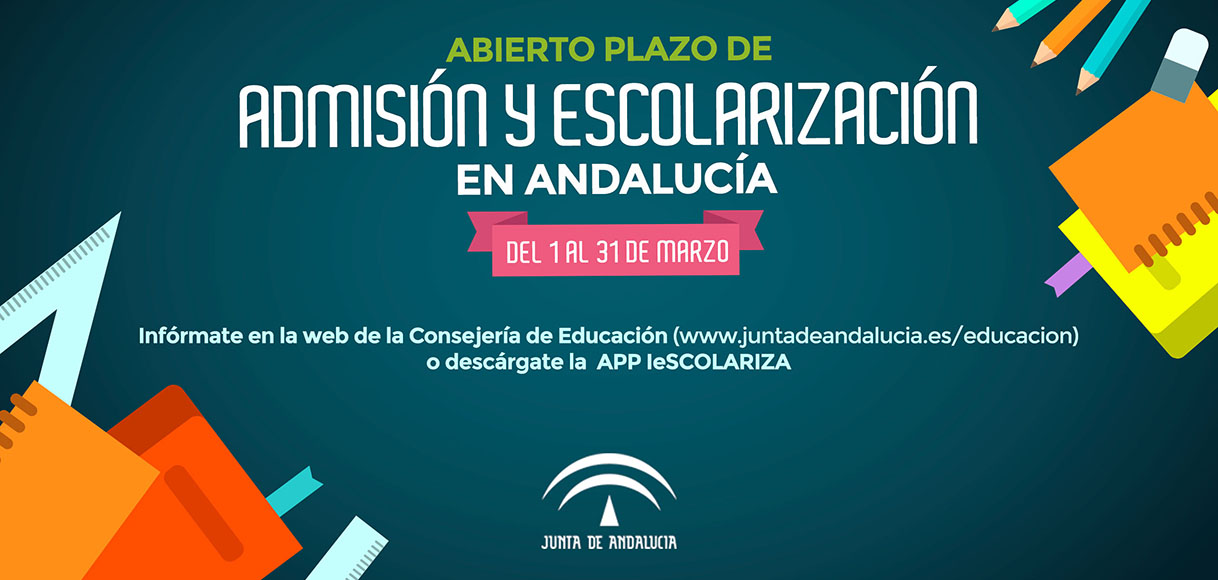 ABIERTO PLAZO DE
ADMISIÓN Y ESCOLARIZACIÓN
EN ANDALUCÍA
DEL 1 AL 31 DE MARZO
Infórmate en la web de la Consejería de Educación (www.juntadeandalucia.es/educacion)
o descárgate la APP IeSCOLARIZA
JUNTA DE ANDALUCIA